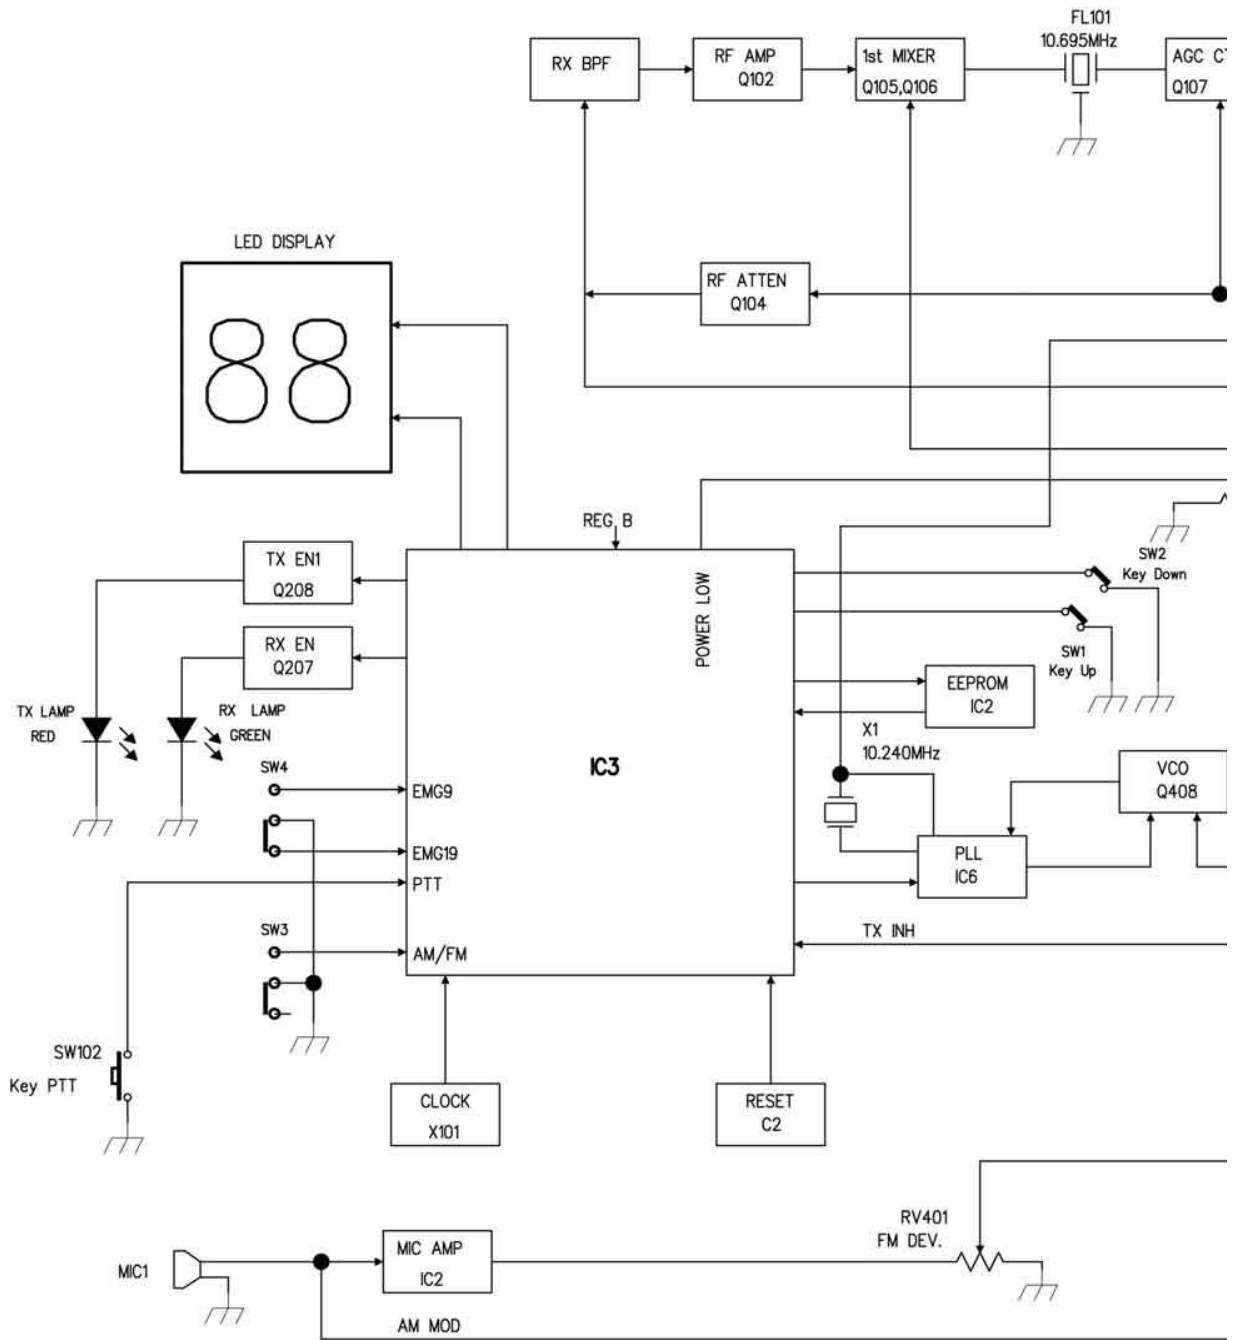 FL101
10.695MHz
RX BPF
RF AMP
Q102
1st MIXER
Q105,Q106
AGC C
Q107
LED DISPLAY
RF ATTEN
Q104
88
REG B
SW2
Key Down
TX EN1
Q208
POWER LOW
RX EN
Q207
SW1
Key Up
EEPROM
IC2
TX LAMP
RED
RX LAMP
GREEN
X1
10.240MHz
IC3
SW4
EMG9
VCO
Q408
EMG19
PLL
IC6
PTT
SW3
TX INH
AM/FM
SW102
Key PTT
CLOCK
X101
RESET
C2
RV401
FM DEV.
MIC AMP
IC2
MIC1
AM MOD